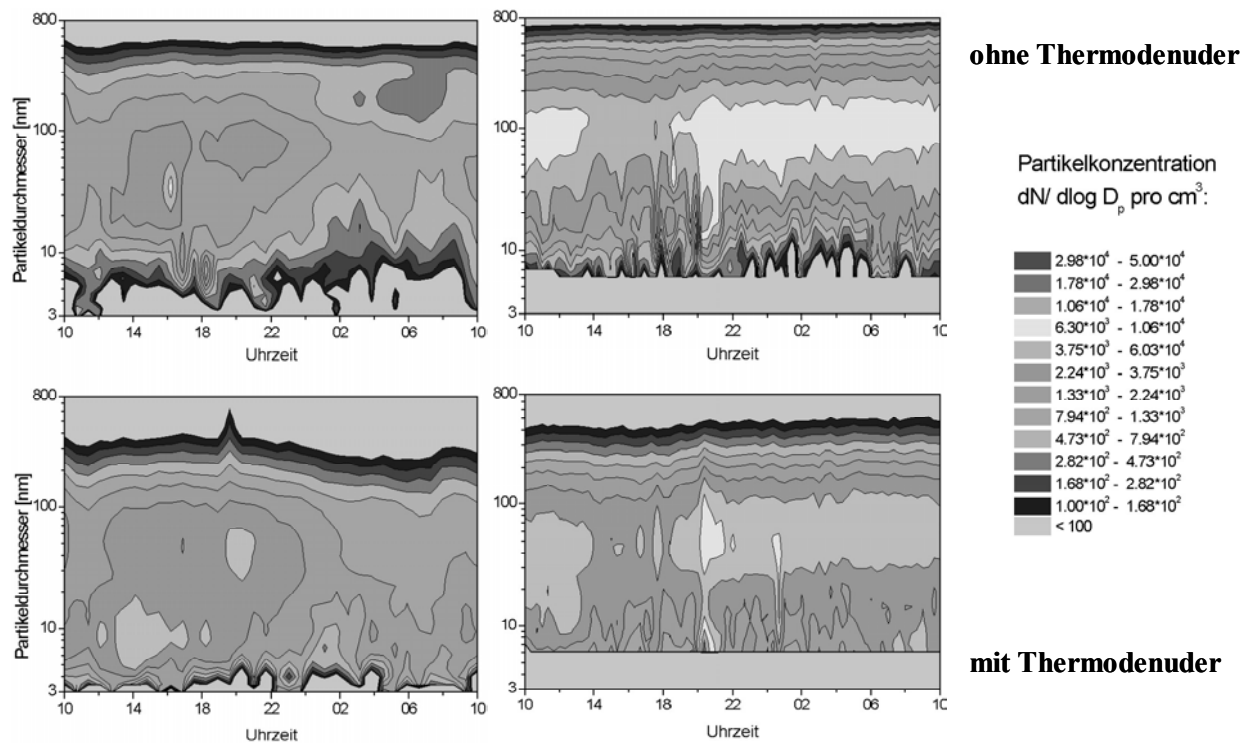 800
100
10
3
Partikeldurchmesser [nm]
10 14 18 22 02 06 10
Uhrzeit
800
100
10
3
10 14 18 22 02 06 10
Uhrzeit
ohne Thermodenuder
Partikelkonzentration
dN/ dlog Dₚ pro cm³:
2.98*10⁴ - 5.00*10⁴
1.78*10⁴ - 2.98*10⁴
1.06*10⁴ - 1.78*10⁴
6.30*10³ - 1.06*10⁴
3.75*10³ - 6.03*10⁴
2.24*10³ - 3.75*10³
1.33*10³ - 2.24*10³
7.94*10² - 1.33*10³
4.73*10² - 7.94*10²
2.82*10² - 4.73*10²
1.68*10² - 2.82*10²
1.00*10² - 1.68*10²
< 100
800
100
10
3
Partikeldurchmesser [nm]
10 14 18 22 02 06 10
Uhrzeit
800
100
10
3
10 14 18 22 02 06 10
Uhrzeit
mit Thermodenuder